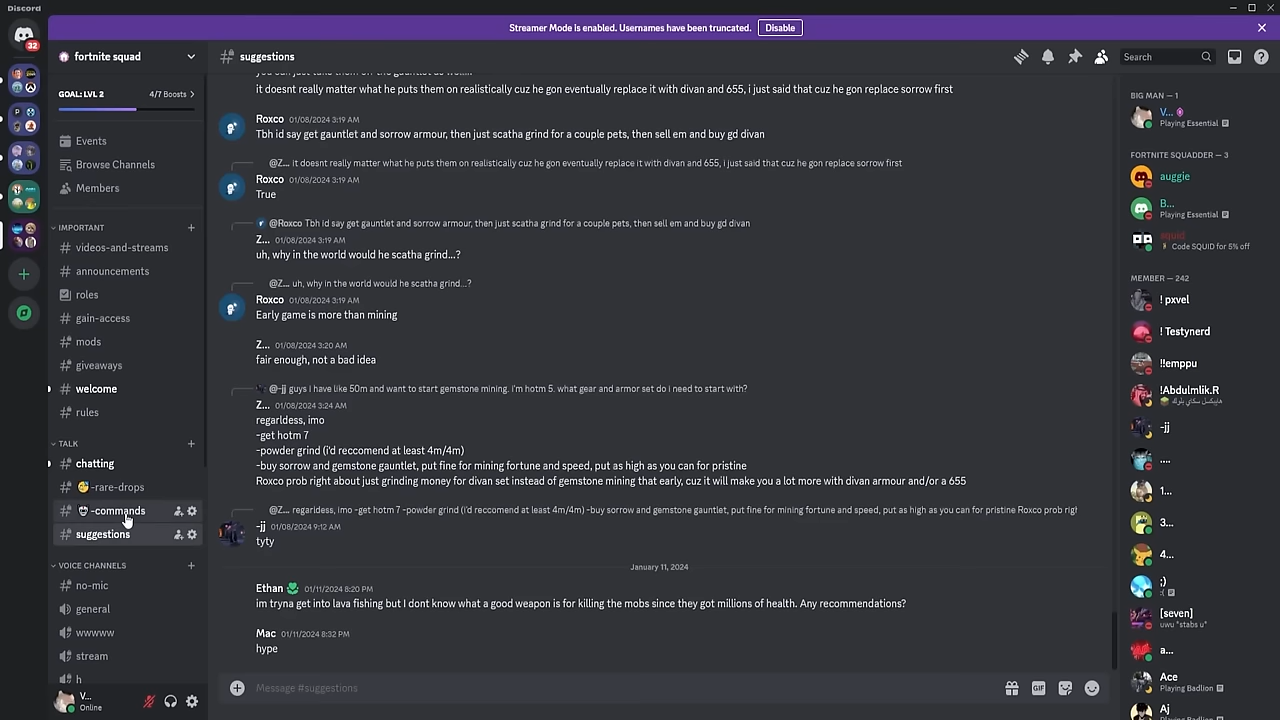 Discord
Streamer Mode is enabled. Usernames have been truncated.
Disable
32
fortnite squad
suggestions
Search
GOAL: LVL 2
4/7 Boosts
Events
Browse Channels
Members
IMPORTANT
videos-and-streams
announcements
roles
gain-access
mods
giveaways
welcome
rules
TALK
chatting
-rare-drops
-commands
suggestions
VOICE CHANNELS
no-mic
general
wwwww
stream
h
V...
Online
it doesnt really matter what he puts them on realistically cuz he gon eventually replace it with divan and 655, i just said that cuz he gon replace sorrow first
Roxco 01/08/2024 3:19 AM
Tbh id say get gauntlet and sorrow armour, then just scatha grind for a couple pets, then sell em and buy gd divan
@Z... it doesnt really matter what he puts them on realistically cuz he gon eventually replace it with divan and 655, i just said that cuz he gon replace sorrow first
Roxco 01/08/2024 3:19 AM
True
@Roxco Tbh id say get gauntlet and sorrow armour, then just scatha grind for a couple pets, then sell em and buy gd divan
Z... 01/08/2024 3:19 AM
uh, why in the world would he scatha grind...?
@Z... uh, why in the world would he scatha grind...?
Roxco 01/08/2024 3:19 AM
Early game is more than mining
Z... 01/08/2024 3:20 AM
fair enough, not a bad idea
@-jj guys i have like 50m and want to start gemstone mining. i'm hotm 5. what gear and armor set do i need to start with?
Z... 01/08/2024 3:24 AM
regarldess, imo
-get hotm 7
-powder grind (i'd reccomend at least 4m/4m)
-buy sorrow and gemstone gauntlet, put fine for mining fortune and speed, put as high as you can for pristine
Roxco prob right about just grinding money for divan set instead of gemstone mining that early, cuz it will make you a lot more with divan armour and/or a 655
@Z... regarldess, imo -get hotm 7 -powder grind (i'd reccomend at least 4m/4m) -buy sorrow and gemstone gauntlet, put fine for mining fortune and speed, put as high as you can for pristine Roxco prob righ
-jj 01/08/2024 9:12 AM
tyty
January 11, 2024
Ethan 01/11/2024 8:20 PM
im tryna get into lava fishing but I dont know what a good weapon is for killing the mobs since they got millions of health. Any recommendations?
Mac 01/11/2024 8:32 PM
hype
Message #suggestions
GIF
BIG MAN — 1
V...
Playing Essential
FORTNITE SQUADDER — 3
auggie
B...
Playing Essential
squid
Code SQUID for 5% off
MEMBER — 242
! pxvel
! Testynerd
!!emppu
!Abdulmlik.R
هايبكسل سكاي بلوك
-jj
....
1...
3...
4...
;)
:(
[seven]
uwu *stabs u*
a...
Ace
Playing Badlion
Aj
Playing Badlion